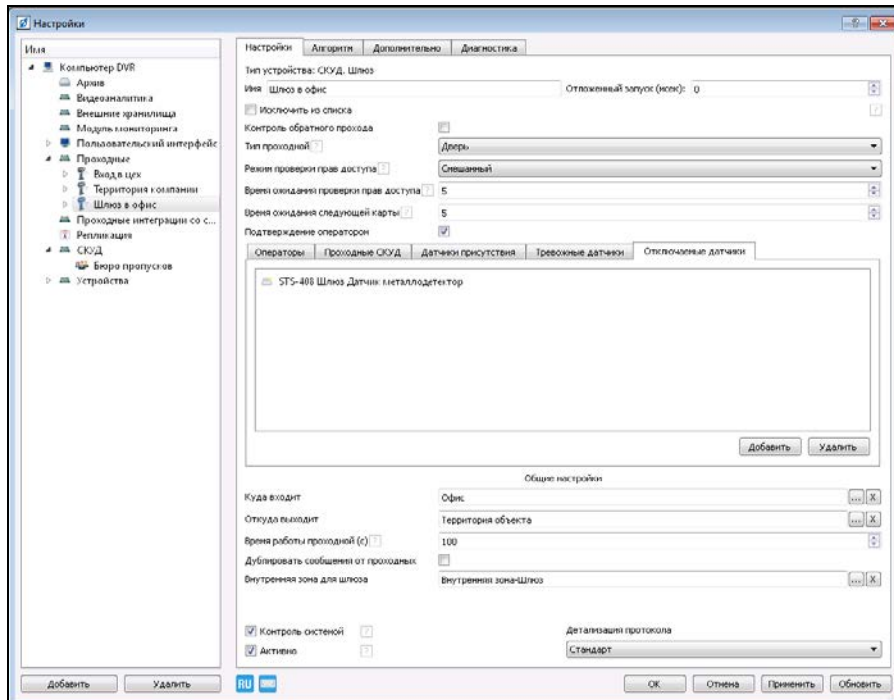 Настройки
Имя
Компьютер DVR
Архив
Видеоаналитика
Внешние хранилища
Модуль мониторинга
Пользовательский интерфейс
Проходные
Вход в цех
Территория компании
Шлюз в офис
Проходные интеграции со с...
Репликация
СКУД
Бюро пропусков
Устройства
Добавить Удалить
Настройки Алгоритм Дополнительно Диагностика
Тип устройства: СКУД. Шлюз
Имя Шлюз в офис Отложенный запуск (мсек): 0
Исключить из списка ?
Контроль обратного прохода
Тип проходной ? Дверь
Режим проверки прав доступа ? Смешанный
Время ожидания проверки прав доступа ? 5
Время ожидания следующей карты ? 5
Подтверждение оператором
Операторы Проходные СКУД Датчики присутствия Тревожные датчики Отключаемые датчики
STS-408 Шлюз Датчик металлодетектор
Добавить Удалить
Общие настройки
Куда входит Офис ... X
Откуда выходит Территория объекта ... X
Время работы проходной (с) ? 100
Дублировать сообщения от проходных
Внутренняя зона для шлюза Внутренняя зона-Шлюз ... X
Контроль системой ? Детализация протокола
Активно ? Стандарт
RU OK Отмена Применить Обновить